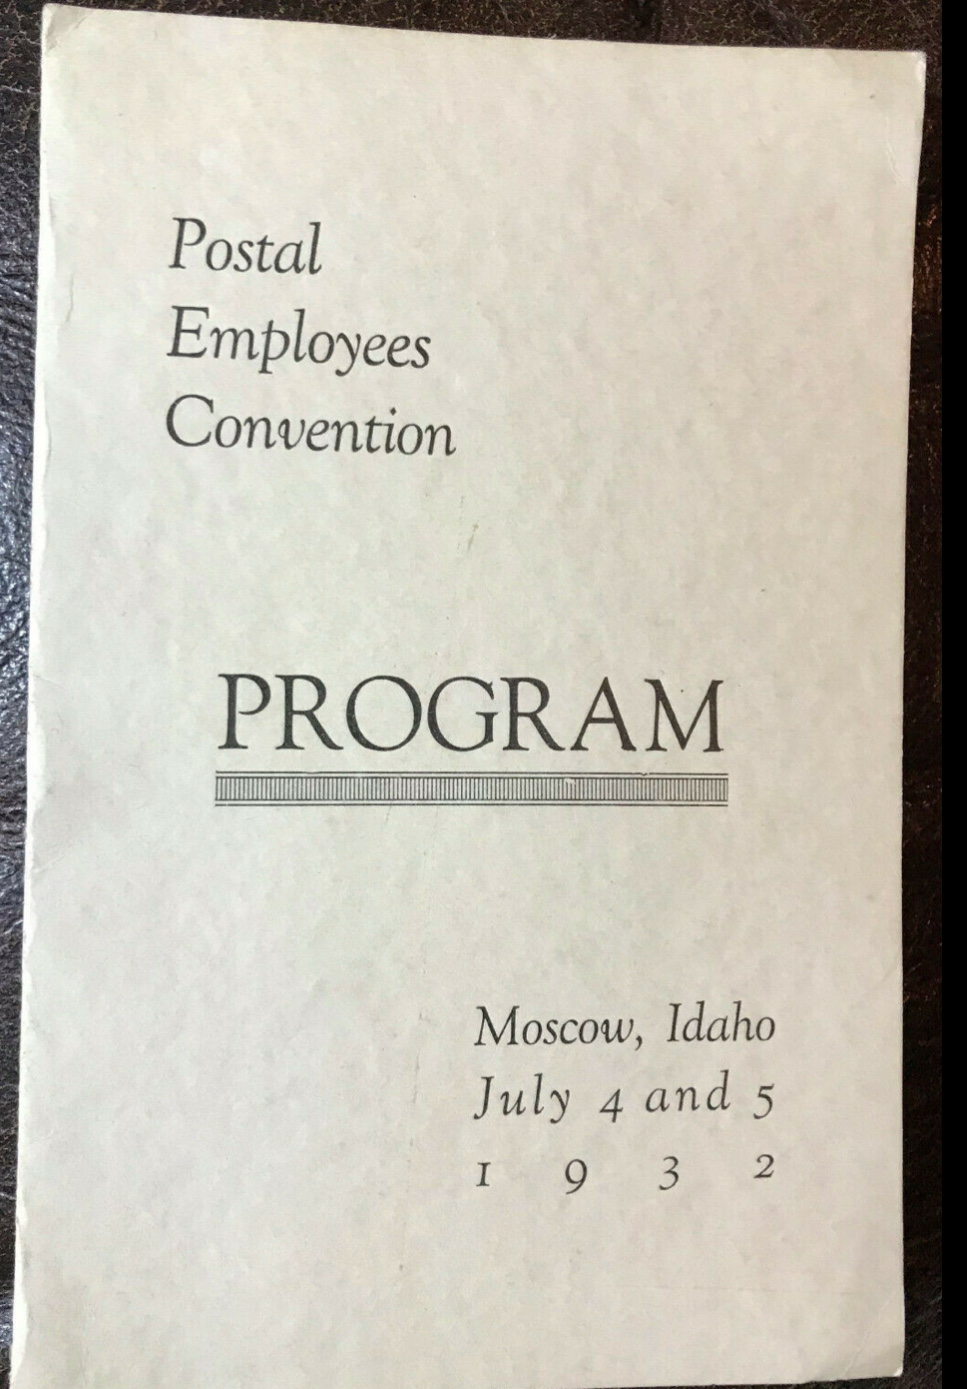 Postal
Employees
Convention
PROGRAM
Moscow, Idaho
July 4 and 5
1 9 3 2